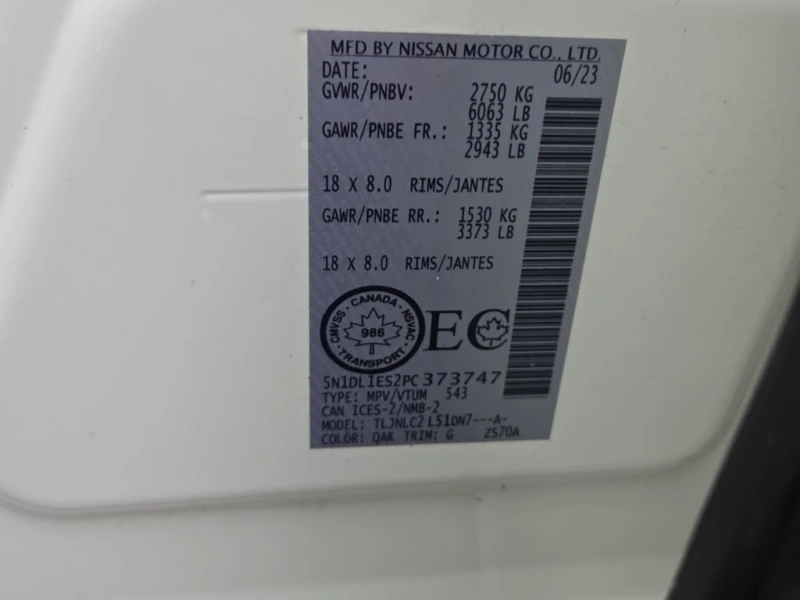 MFD BY NISSAN MOTOR CO., LTD.
DATE: 06/23
GVWR/PNBV: 2750 KG
6063 LB
GAWR/PNBE FR.: 1335 KG
2943 LB
18 X 8.0 RIMS/JANTES
GAWR/PNBE RR.: 1530 KG
3373 LB
18 X 8.0 RIMS/JANTES
CANADA · NSVAC · TRANSPORT · CMVSS
986
EC
5N1DL1ES2PC373747
TYPE: MPV/VTUM 543
CAN ICES-2/NMB-2
MODEL: TLJNLC2 L51DN7---A-
COLOR: QAK TRIM: G ZS70A